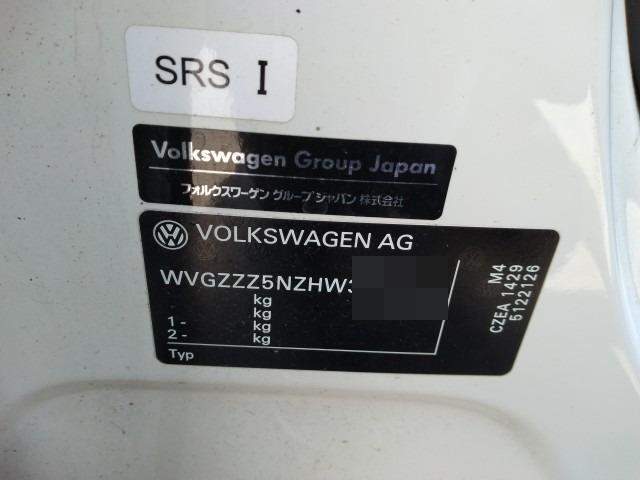 SRS I
Volkswagen Group Japan
フォルクスワーゲン グループ ジャパン 株式会社
VOLKSWAGEN AG
WVGZZZ5NZHW3
kg
kg
1 - kg
2 - kg
Typ
M4
CZEA 1429
5122126